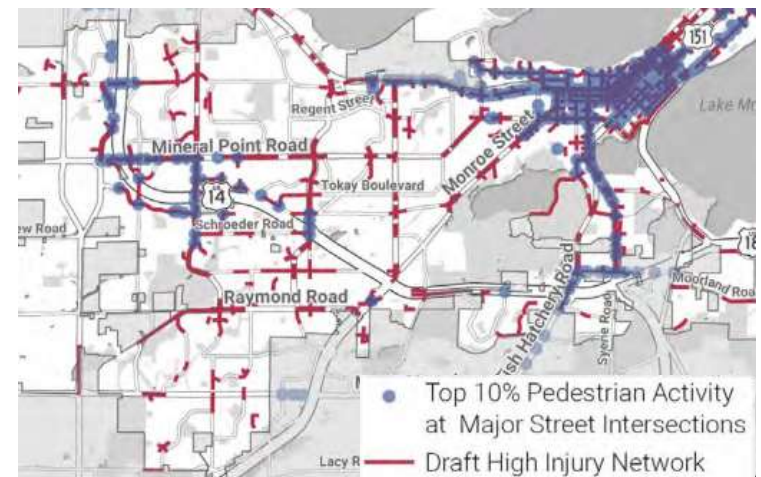 151
Regent Street
Lake Mo
Mineral Point Road
Monroe Street
Tokay Boulevard
14
Schroeder Road
ew Road
18
Moorland Roa
Raymond Road
ush Hatchery Road
Syene Road
Top 10% Pedestrian Activity
at Major Street Intersections
Lacy R
Draft High Injury Network